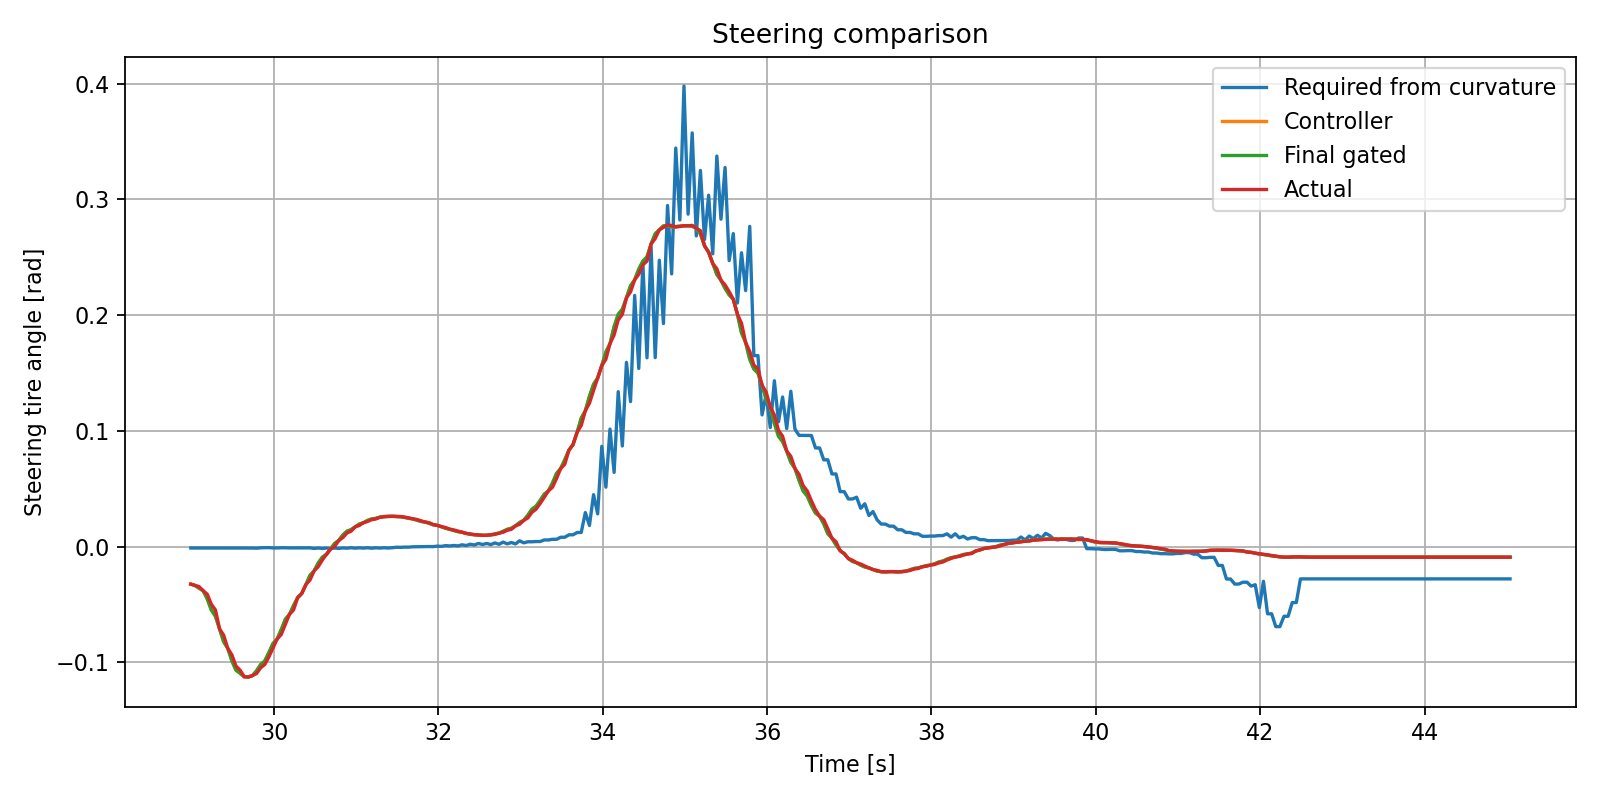 Steering comparison
Required from curvature
Controller
Final gated
Actual
Steering tire angle [rad]
0.4
0.3
0.2
0.1
0.0
−0.1
30 32 34 36 38 40 42 44
Time [s]